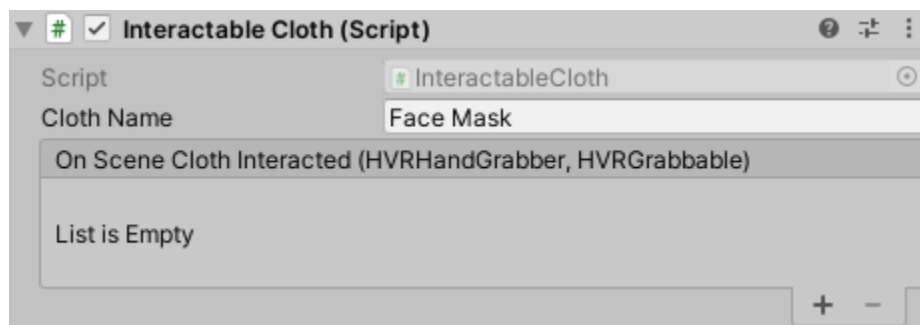 # Interactable Cloth (Script)
Script # InteractableCloth
Cloth Name Face Mask
On Scene Cloth Interacted (HVRHandGrabber, HVRGrabbable)
List is Empty
+ −